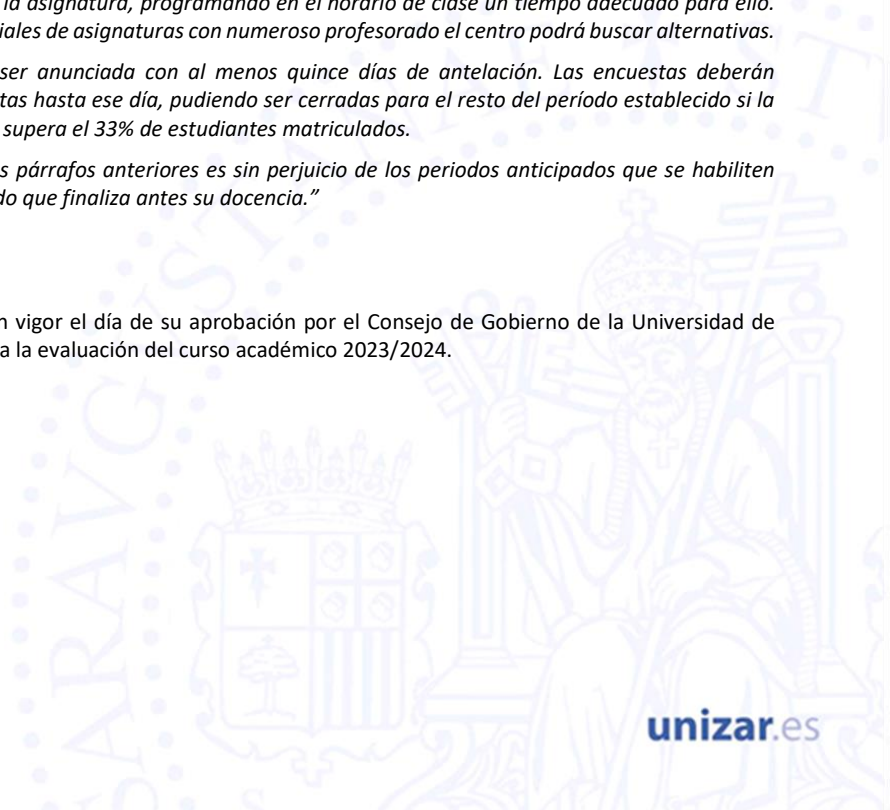 la asignatura, programando en el horario de clase un tiempo adecuado para ello.
iales de asignaturas con numeroso profesorado el centro podrá buscar alternativas.
ser anunciada con al menos quince días de antelación. Las encuestas deberán
tas hasta ese día, pudiendo ser cerradas para el resto del período establecido si la
supera el 33% de estudiantes matriculados.
s párrafos anteriores es sin perjuicio de los periodos anticipados que se habiliten
do que finaliza antes su docencia.”
n vigor el día de su aprobación por el Consejo de Gobierno de la Universidad de
a la evaluación del curso académico 2023/2024.
unizar.es